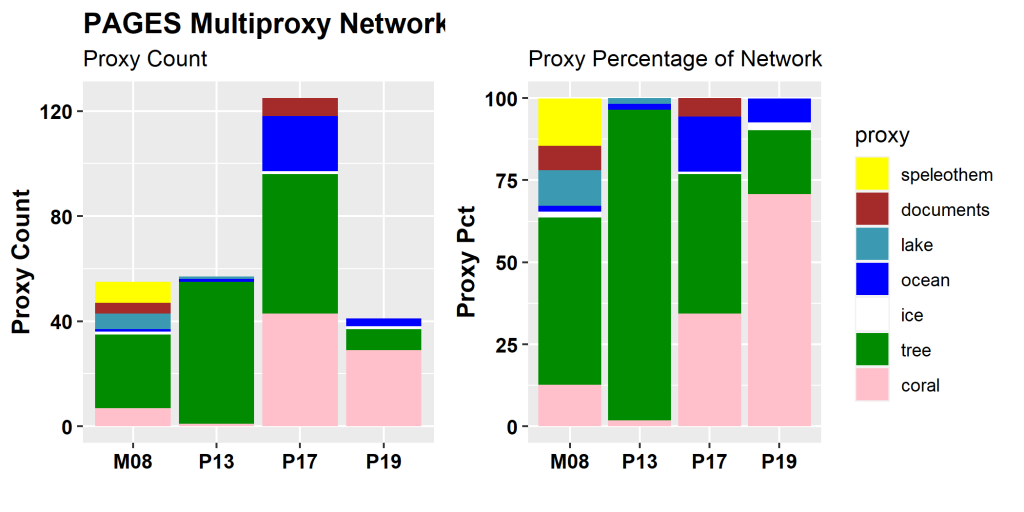 PAGES Multiproxy Network
Proxy Count
Proxy Percentage of Network
Proxy Count
120
80
40
0
M08 P13 P17 P19
Proxy Pct
100
75
50
25
0
M08 P13 P17 P19
proxy
speleothem
documents
lake
ocean
ice
tree
coral